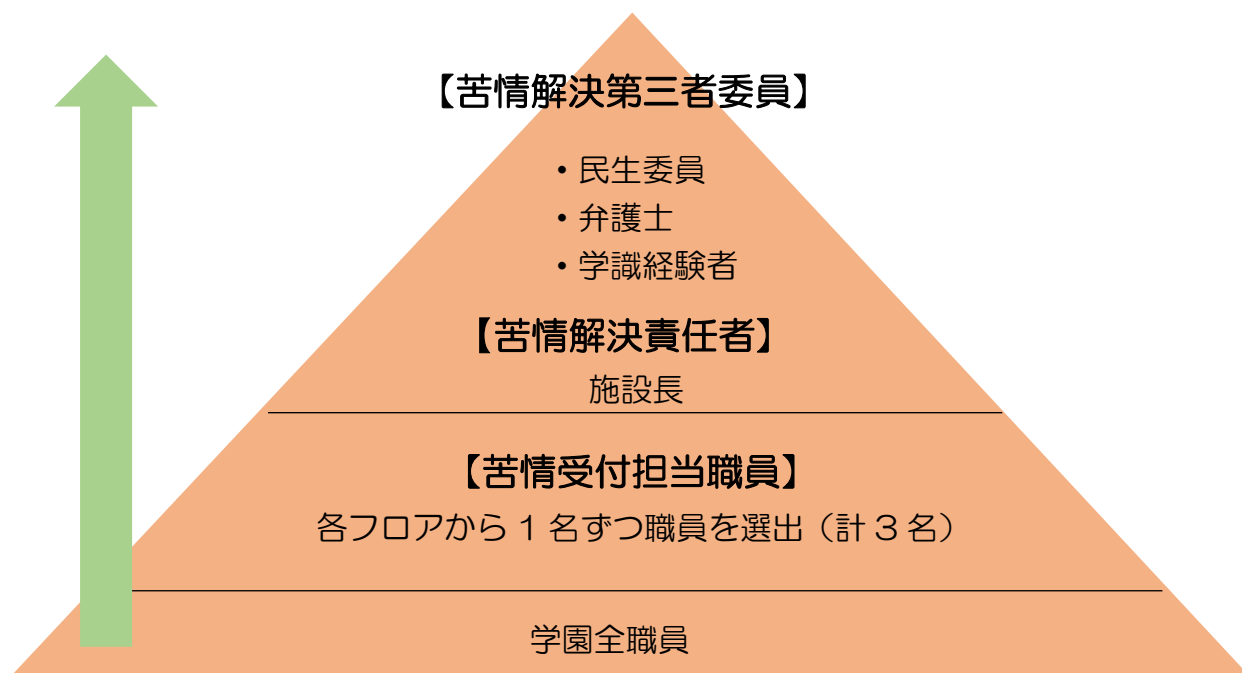 【苦情解決第三者委員】
・民生委員
・弁護士
・学識経験者
【苦情解決責任者】
施設長
【苦情受付担当職員】
各フロアから 1 名ずつ職員を選出（計 3 名）
学園全職員